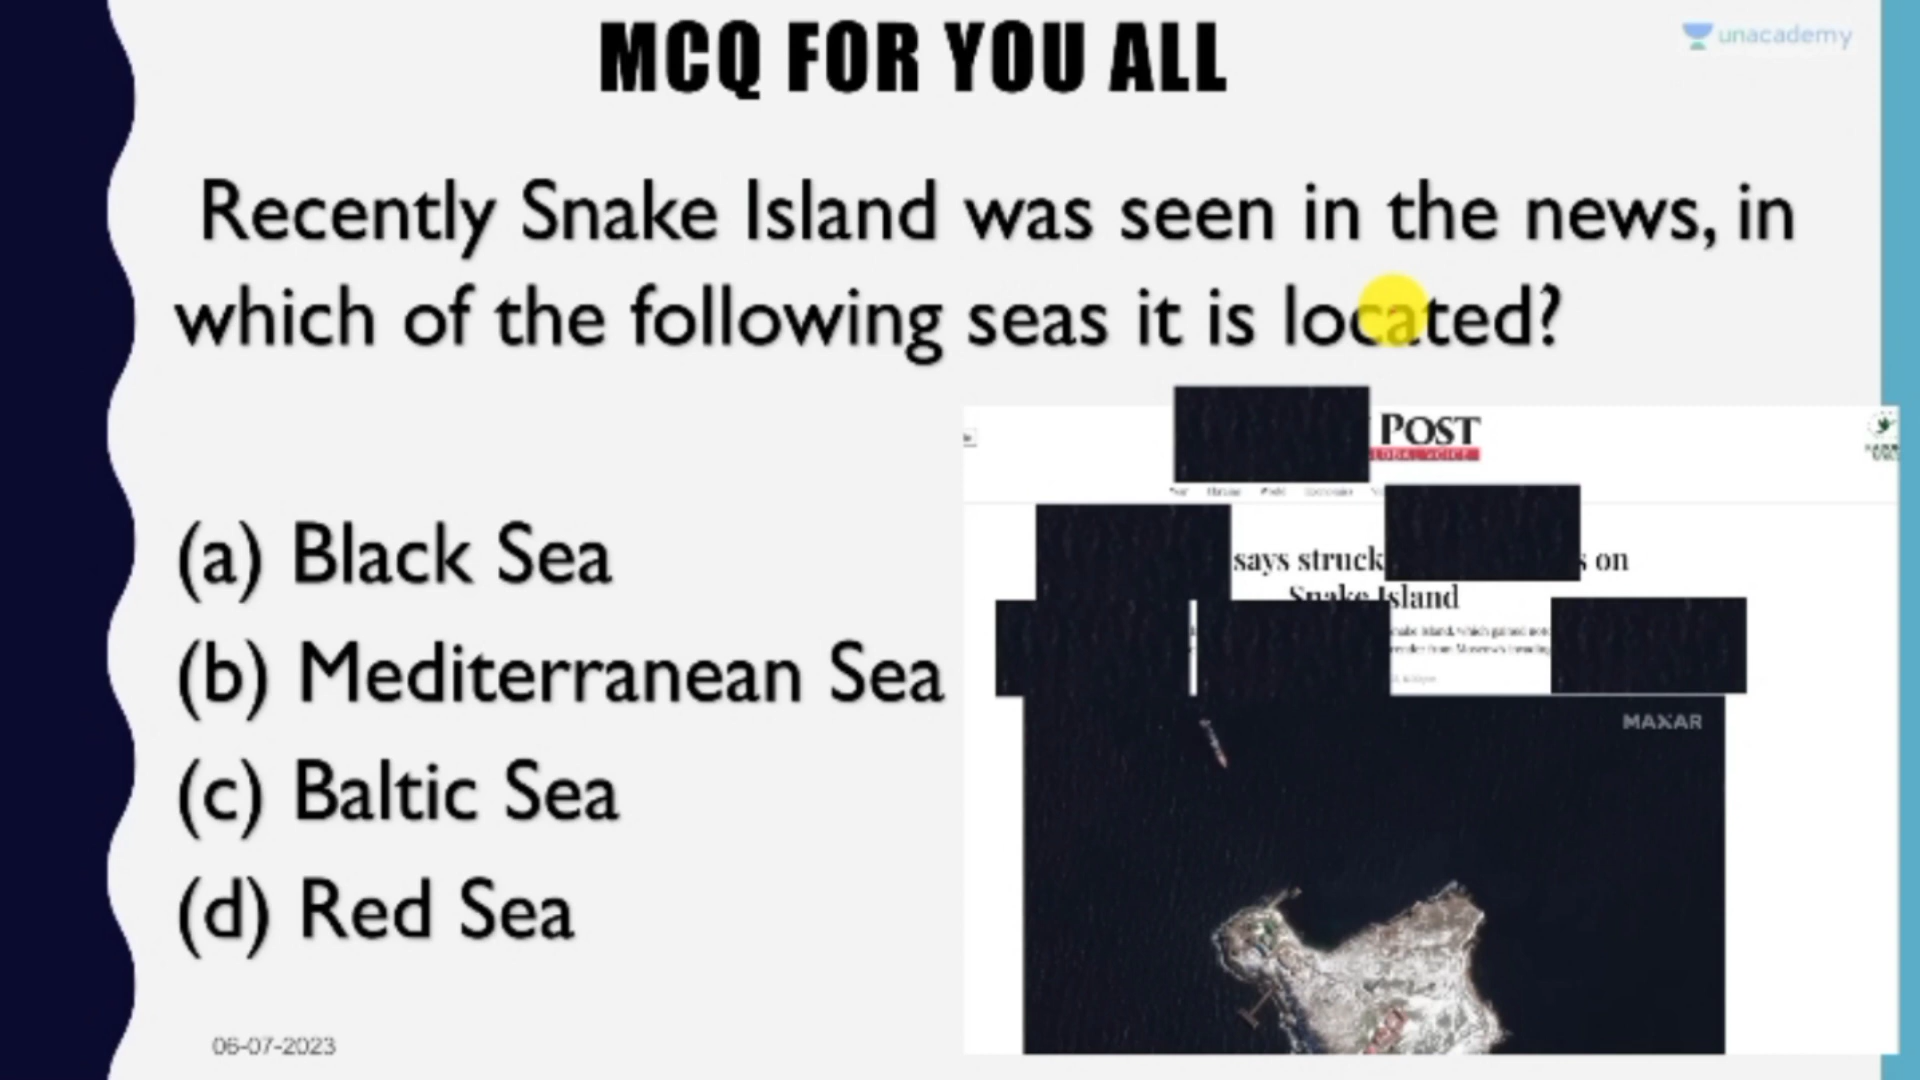 MCQ FOR YOU ALL
unacademy
Recently Snake Island was seen in the news, in
which of the following seas it is located?
(a) Black Sea
(b) Mediterranean Sea
(c) Baltic Sea
(d) Red Sea
POST
says struck
on
Snake Island
MAXAR
06-07-2023